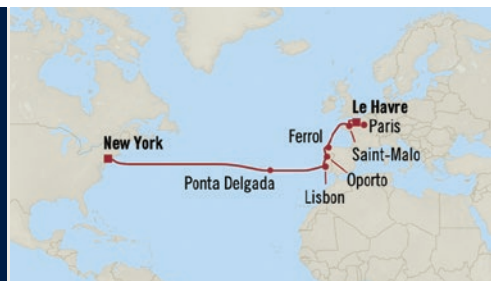 Le Havre
Paris
New York
Ferrol
Saint-Malo
Ponta Delgada
Oporto
Lisbon